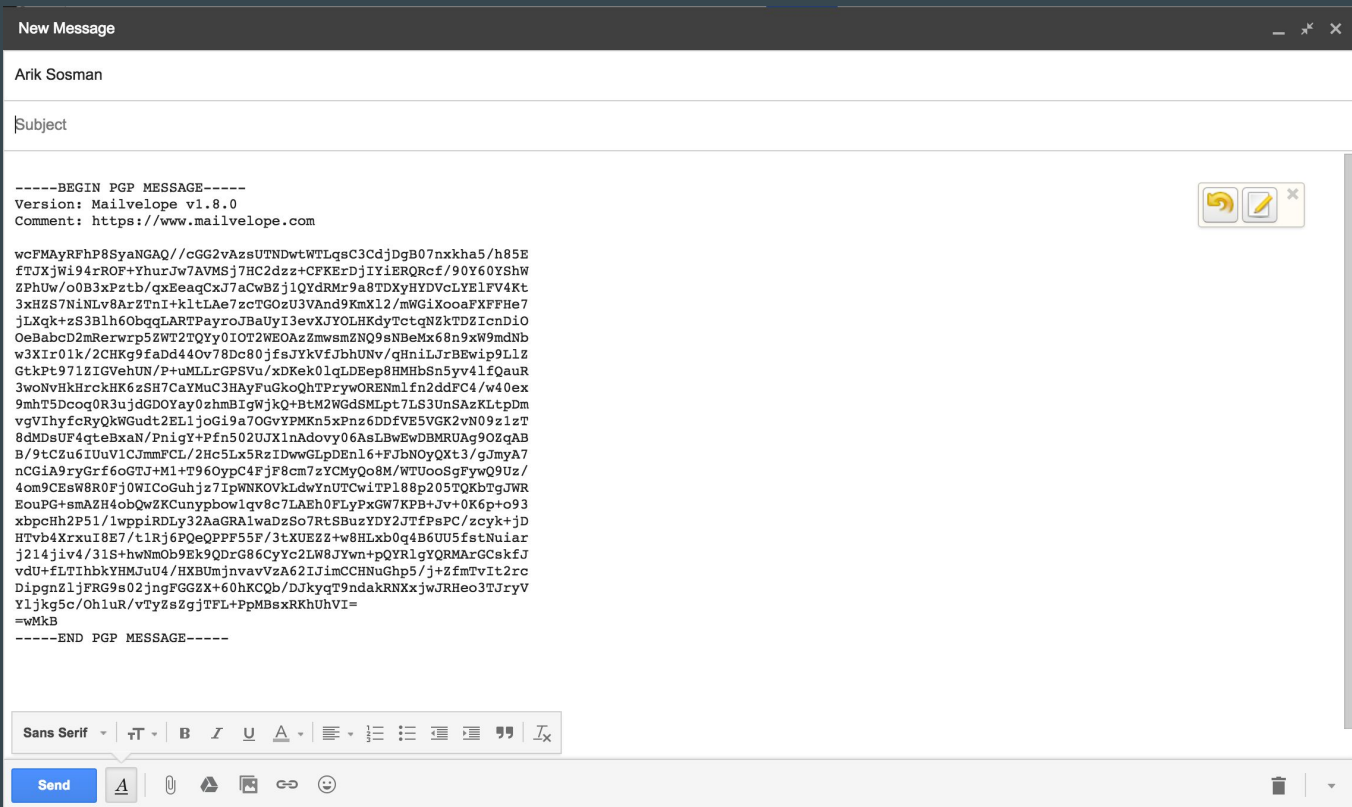 New Message
Arik Sosman
Subject
-----BEGIN PGP MESSAGE-----
Version: Mailvelope v1.8.0
Comment: https://www.mailvelope.com
wcFMAyRFhP8SyaNGAQ//cGG2vAzsUTNDwtWTLqsC3CdjDgB07nxkha5/h85E
fTJXjWi94rROF+YhurJw7AVMSj7HC2dzz+CFKErDjIYiERQRcf/90Y60YShW
ZPhUw/o0B3xPztb/qxEeaqCxJ7aCwBZj1QYdRMr9a8TDXyHYDVcLYElFV4Kt
3xHZS7NiNLv8ArZTnI+kltLAe7zcTGOzU3VAnd9KmXl2/mWGiXooaFXFFHe7
jLXqk+zS3Blh6ObqqLARTPayroJBaUyI3evXJYOLHKdyTctqNZkTDZIcnDiO
OeBabcD2mRerwrp5ZWT2TQYy0IOT2WEOAzZmwsmZNQ9sNBeMx68n9xW9mdNb
w3XIr01k/2CHKg9faDd44Ov78Dc80jfsJYkVfJbhUNv/qHniLJrBEwip9LlZ
GtkPt971ZIGVehUN/P+uMLLrGPSVu/xDKek0lqLDEep8HMHbSn5yv4lfQauR
3woNvHkHrckHK6zSH7CaYMuC3HAyFuGkoQhTPrywORENmlfn2ddFC4/w40ex
9mhT5Dcoq0R3ujdGDOYay0zhmBIgWjkQ+BtM2WGdSMLpt7LS3UnSAzKLtpDm
vgVIhyfcRyQkWGudt2EL1joGi9a7OGvYPMKn5xPnz6DDfVE5VGK2vN09z1zT
8dMDsUF4qteBxaN/PnigY+Pfn502UJX1nAdovy06AsLBwEwDBMRUAg9OZqAB
B/9tCZu6IUuV1CJmmFCL/2Hc5Lx5RzIDwwGLpDEnl6+FJbNOyQXt3/gJmyA7
nCGiA9ryGrf6oGTJ+M1+T96OypC4FjF8cm7zYCMyQo8M/WTUooSgFywQ9Uz/
4om9CEsW8R0Fj0WICoGuhjz7IpWNKOVkLdwYnUTCwiTPl88p205TQKbTgJWR
EouPG+smAZH4obQwZKCunypbow1qv8c7LAEh0FLyPxGW7KPB+Jv+0K6p+o93
xbpcHh2P51/1wppiRDLy32AaGRA1waDzSo7RtSBuzYDY2JTfPsPC/zcyk+jD
HTvb4XrxuI8E7/t1Rj6PQeQPPF55F/3tXUEZZ+w8HLxb0q4B6UU5fstNuiar
j214jiv4/31S+hwNmOb9Ek9QDrG86CyYc2LW8JYwn+pQYRlgYQRMArGCskfJ
vdU+fLTIhbkYHMJuU4/HXBUmjnvavVzA62IJimCCHNuGhp5/j+ZfmTvIt2rc
DipgnZljFRG9s02jngFGGZX+60hKCQb/DJkyqT9ndakRNXxjwJRHeo3TJryV
Yljkg5c/Oh1uR/vTyZsZgjTFL+PpMBsxRKhUhVI=
=wMkB
-----END PGP MESSAGE-----
Sans Serif
Send